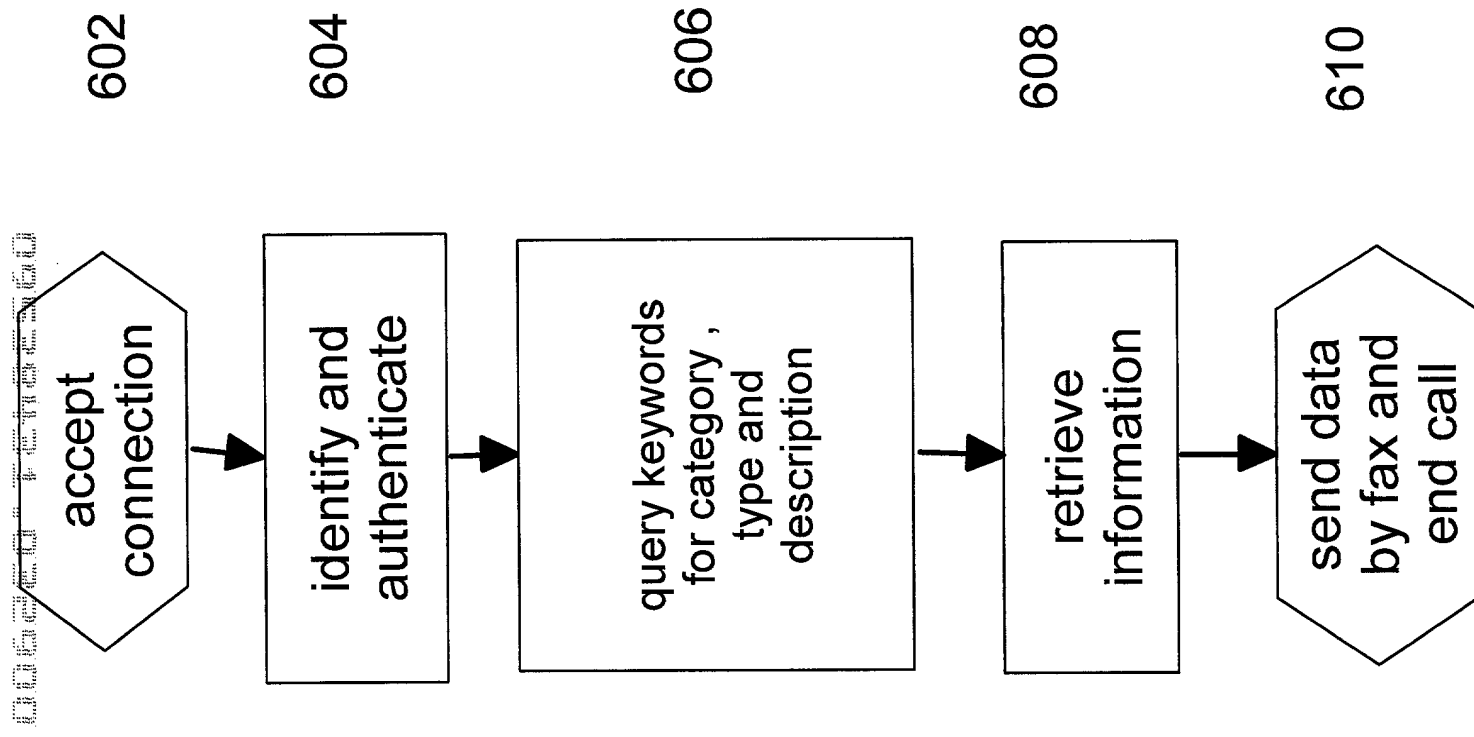 accept
connection
602
identify and
authenticate
604
query keywords
for category ,
type and
description
606
retrieve
information
608
send data
by fax and
end call
610